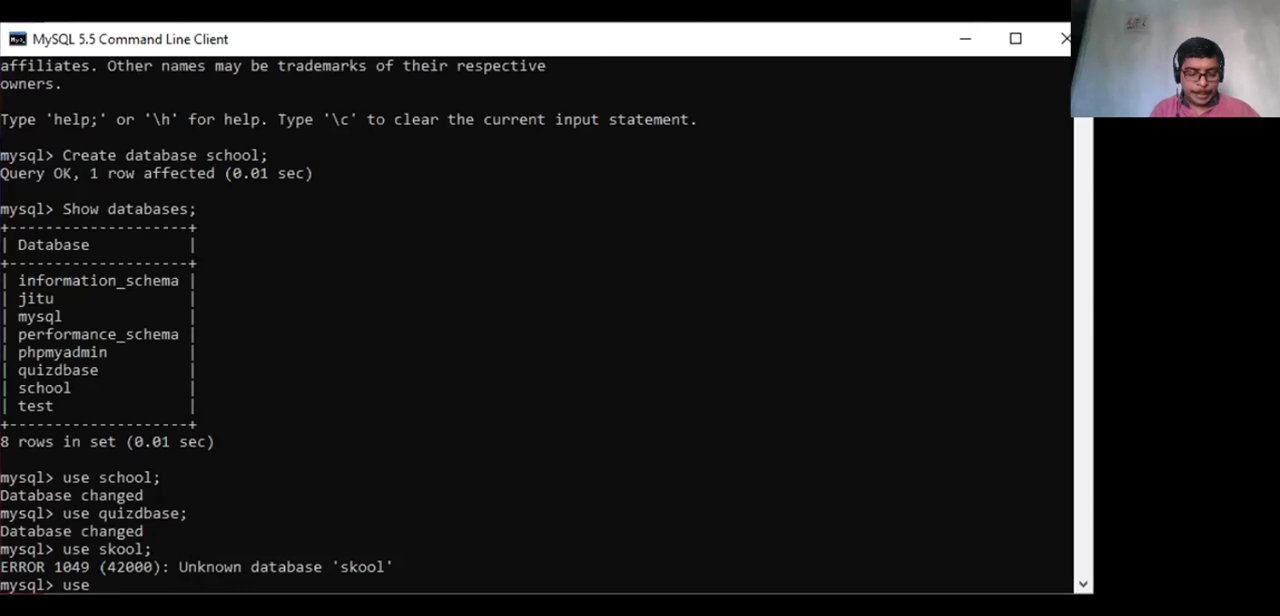 MySQL 5.5 Command Line Client
affiliates. Other names may be trademarks of their respective
owners.
Type 'help;' or '\h' for help. Type '\c' to clear the current input statement.
mysql> Create database school;
Query OK, 1 row affected (0.01 sec)
mysql> Show databases;
+--------------------+
| Database           |
+--------------------+
| information_schema |
| jitu               |
| mysql              |
| performance_schema |
| phpmyadmin         |
| quizdbase          |
| school             |
| test               |
+--------------------+
8 rows in set (0.01 sec)
mysql> use school;
Database changed
mysql> use quizdbase;
Database changed
mysql> use skool;
ERROR 1049 (42000): Unknown database 'skool'
mysql> use